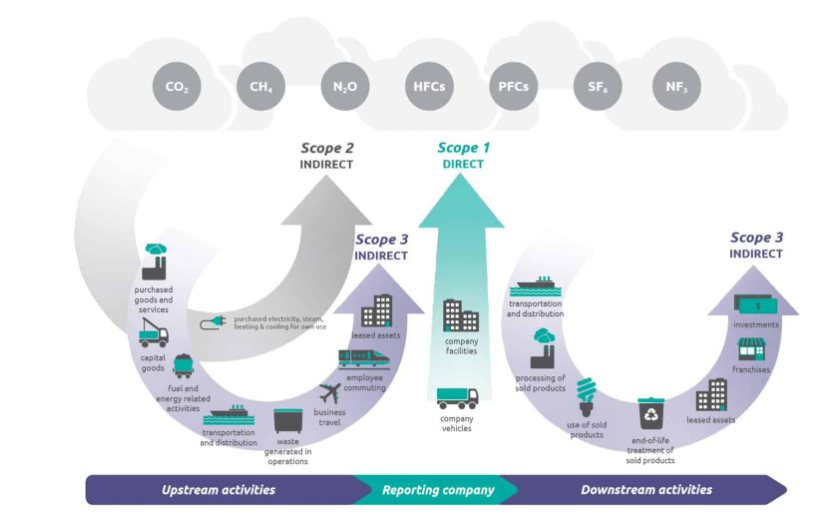 CO₂ CH₄ N₂O HFCs PFCs SF₆ NF₃
Scope 2
INDIRECT
Scope 1
DIRECT
Scope 3
INDIRECT
Scope 3
INDIRECT
purchased
goods and
services
capital
goods
fuel and
energy related
activities
transportation
and distribution
waste
generated in
operations
business
travel
employee
commuting
leased assets
purchased electricity, steam,
heating & cooling for own use
company
facilities
company
vehicles
transportation
and distribution
processing of
sold products
use of sold
products
end-of-life
treatment of
sold products
leased assets
franchises
investments
$
Upstream activities
Reporting company
Downstream activities